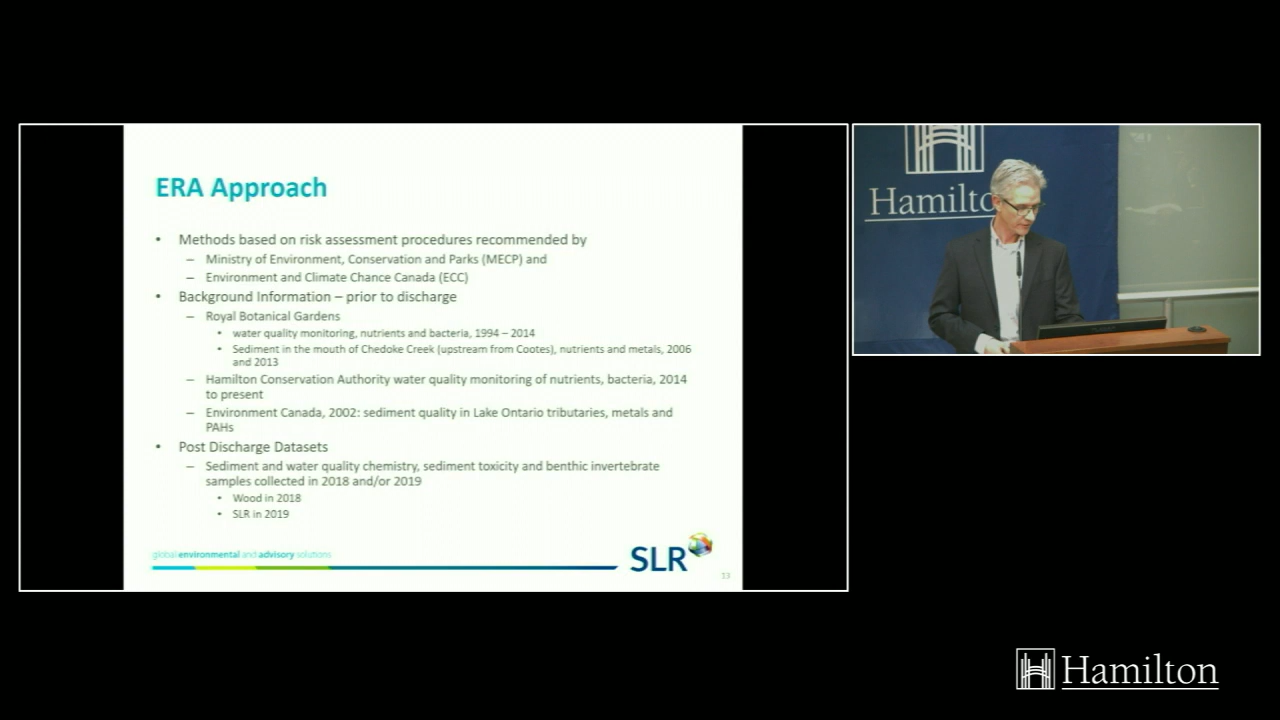 ERA Approach
• Methods based on risk assessment procedures recommended by
– Ministry of Environment, Conservation and Parks (MECP) and
– Environment and Climate Chance Canada (ECC)
• Background Information – prior to discharge
– Royal Botanical Gardens
• water quality monitoring, nutrients and bacteria, 1994 – 2014
• Sediment in the mouth of Chedoke Creek (upstream from Cootes), nutrients and metals, 2006
and 2013
– Hamilton Conservation Authority water quality monitoring of nutrients, bacteria, 2014
to present
– Environment Canada, 2002: sediment quality in Lake Ontario tributaries, metals and
PAHs
• Post Discharge Datasets
– Sediment and water quality chemistry, sediment toxicity and benthic invertebrate
samples collected in 2018 and/or 2019
• Wood in 2018
• SLR in 2019
global environmental and advisory solutions
SLR
13
Hamilto
Hamilton